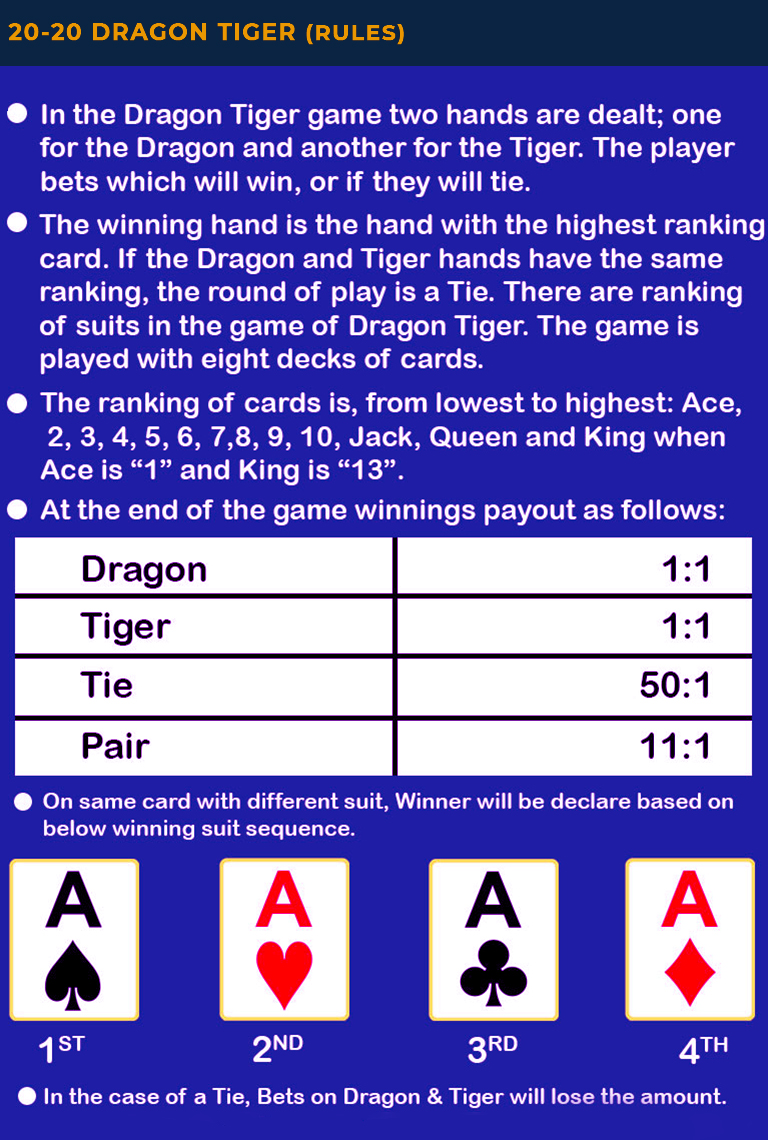 20-20 DRAGON TIGER (RULES)
In the Dragon Tiger game two hands are dealt; one
for the Dragon and another for the Tiger. The player
bets which will win, or if they will tie.
The winning hand is the hand with the highest ranking
card. If the Dragon and Tiger hands have the same
ranking, the round of play is a Tie. There are ranking
of suits in the game of Dragon Tiger. The game is
played with eight decks of cards.
The ranking of cards is, from lowest to highest: Ace,
2, 3, 4, 5, 6, 7,8, 9, 10, Jack, Queen and King when
Ace is “1” and King is “13”.
At the end of the game winnings payout as follows:
Dragon 1:1
Tiger 1:1
Tie 50:1
Pair 11:1
On same card with different suit, Winner will be declare based on
below winning suit sequence.
A A A A
1ST 2ND 3RD 4TH
In the case of a Tie, Bets on Dragon & Tiger will lose the amount.